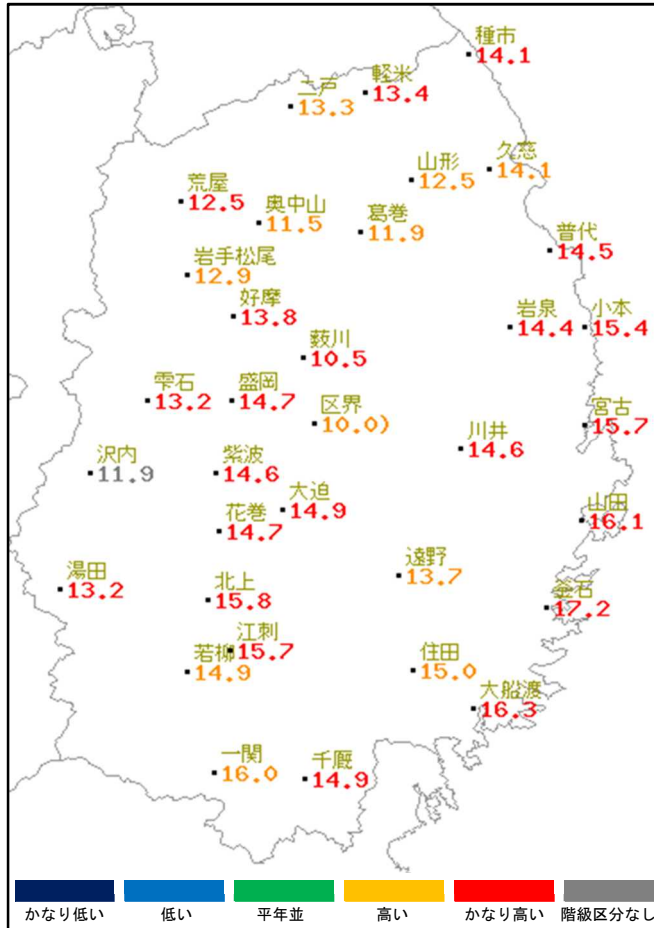 種市
14.1
軽米
13.4
二戸
13.3
久慈
14.1
山形
12.5
荒屋
12.5
奥中山
11.5
葛巻
11.9
普代
14.5
岩手松尾
12.9
好摩
13.8
岩泉
14.4
小本
15.4
薮川
10.5
雫石
13.2
盛岡
14.7
区界
10.0)
宮古
15.7
川井
14.6
沢内
11.9
紫波
14.6
大迫
14.9
山田
16.1
花巻
14.7
遠野
13.7
湯田
13.2
北上
15.8
釜石
17.2
江刺
15.7
若柳
14.9
住田
15.0
大船渡
16.3
一関
16.0
千厩
14.9
かなり低い
低い
平年並
高い
かなり高い
階級区分なし